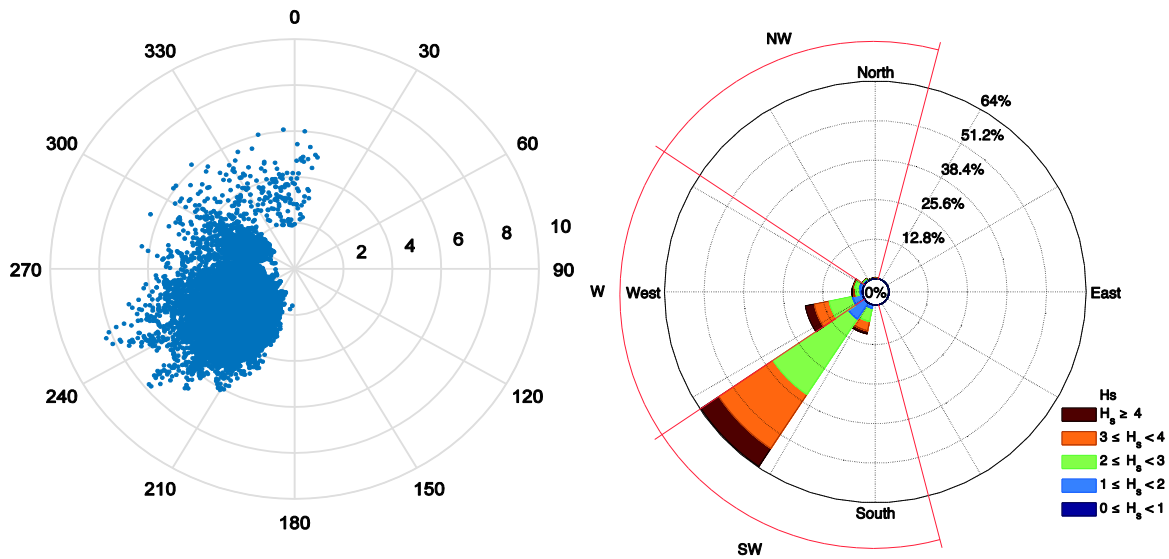 0
30
60
90
120
150
180
210
240
270
300
330
2
4
6
8
10
NW
W
SW
North
East
South
West
64%
51.2%
38.4%
25.6%
12.8%
0%
Hs
Hs ≥ 4
3 ≤ Hs < 4
2 ≤ Hs < 3
1 ≤ Hs < 2
0 ≤ Hs < 1